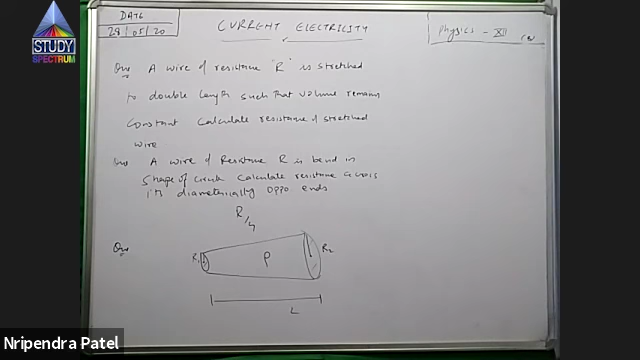 STUDY
SPECTRUM
DATE
28/05/20
CURRENT ELECTRICITY
Physics - XII
Que A wire of resistance 'R' is stretched
to double length such that volume remains
constant calculate resistance of stretched
wire
Que A wire of Resistance R is bend in
shape of circle calculate resistance across
its diameterically oppo ends
R/4
Que
R1
ρ
R2
L
Nripendra Patel